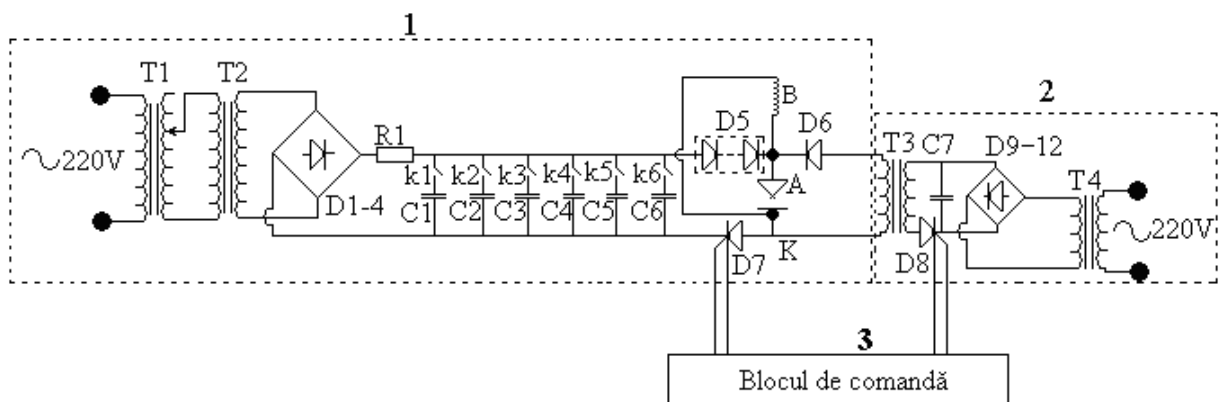 1
T1
T2
B
2
D5
D6
R1
T3
C7
D9-12
220V
k1
k2
k3
k4
k5
k6
A
T4
C1
C2
C3
C4
C5
C6
D1-4
220V
K
D7
D8
3
Blocul de comandă